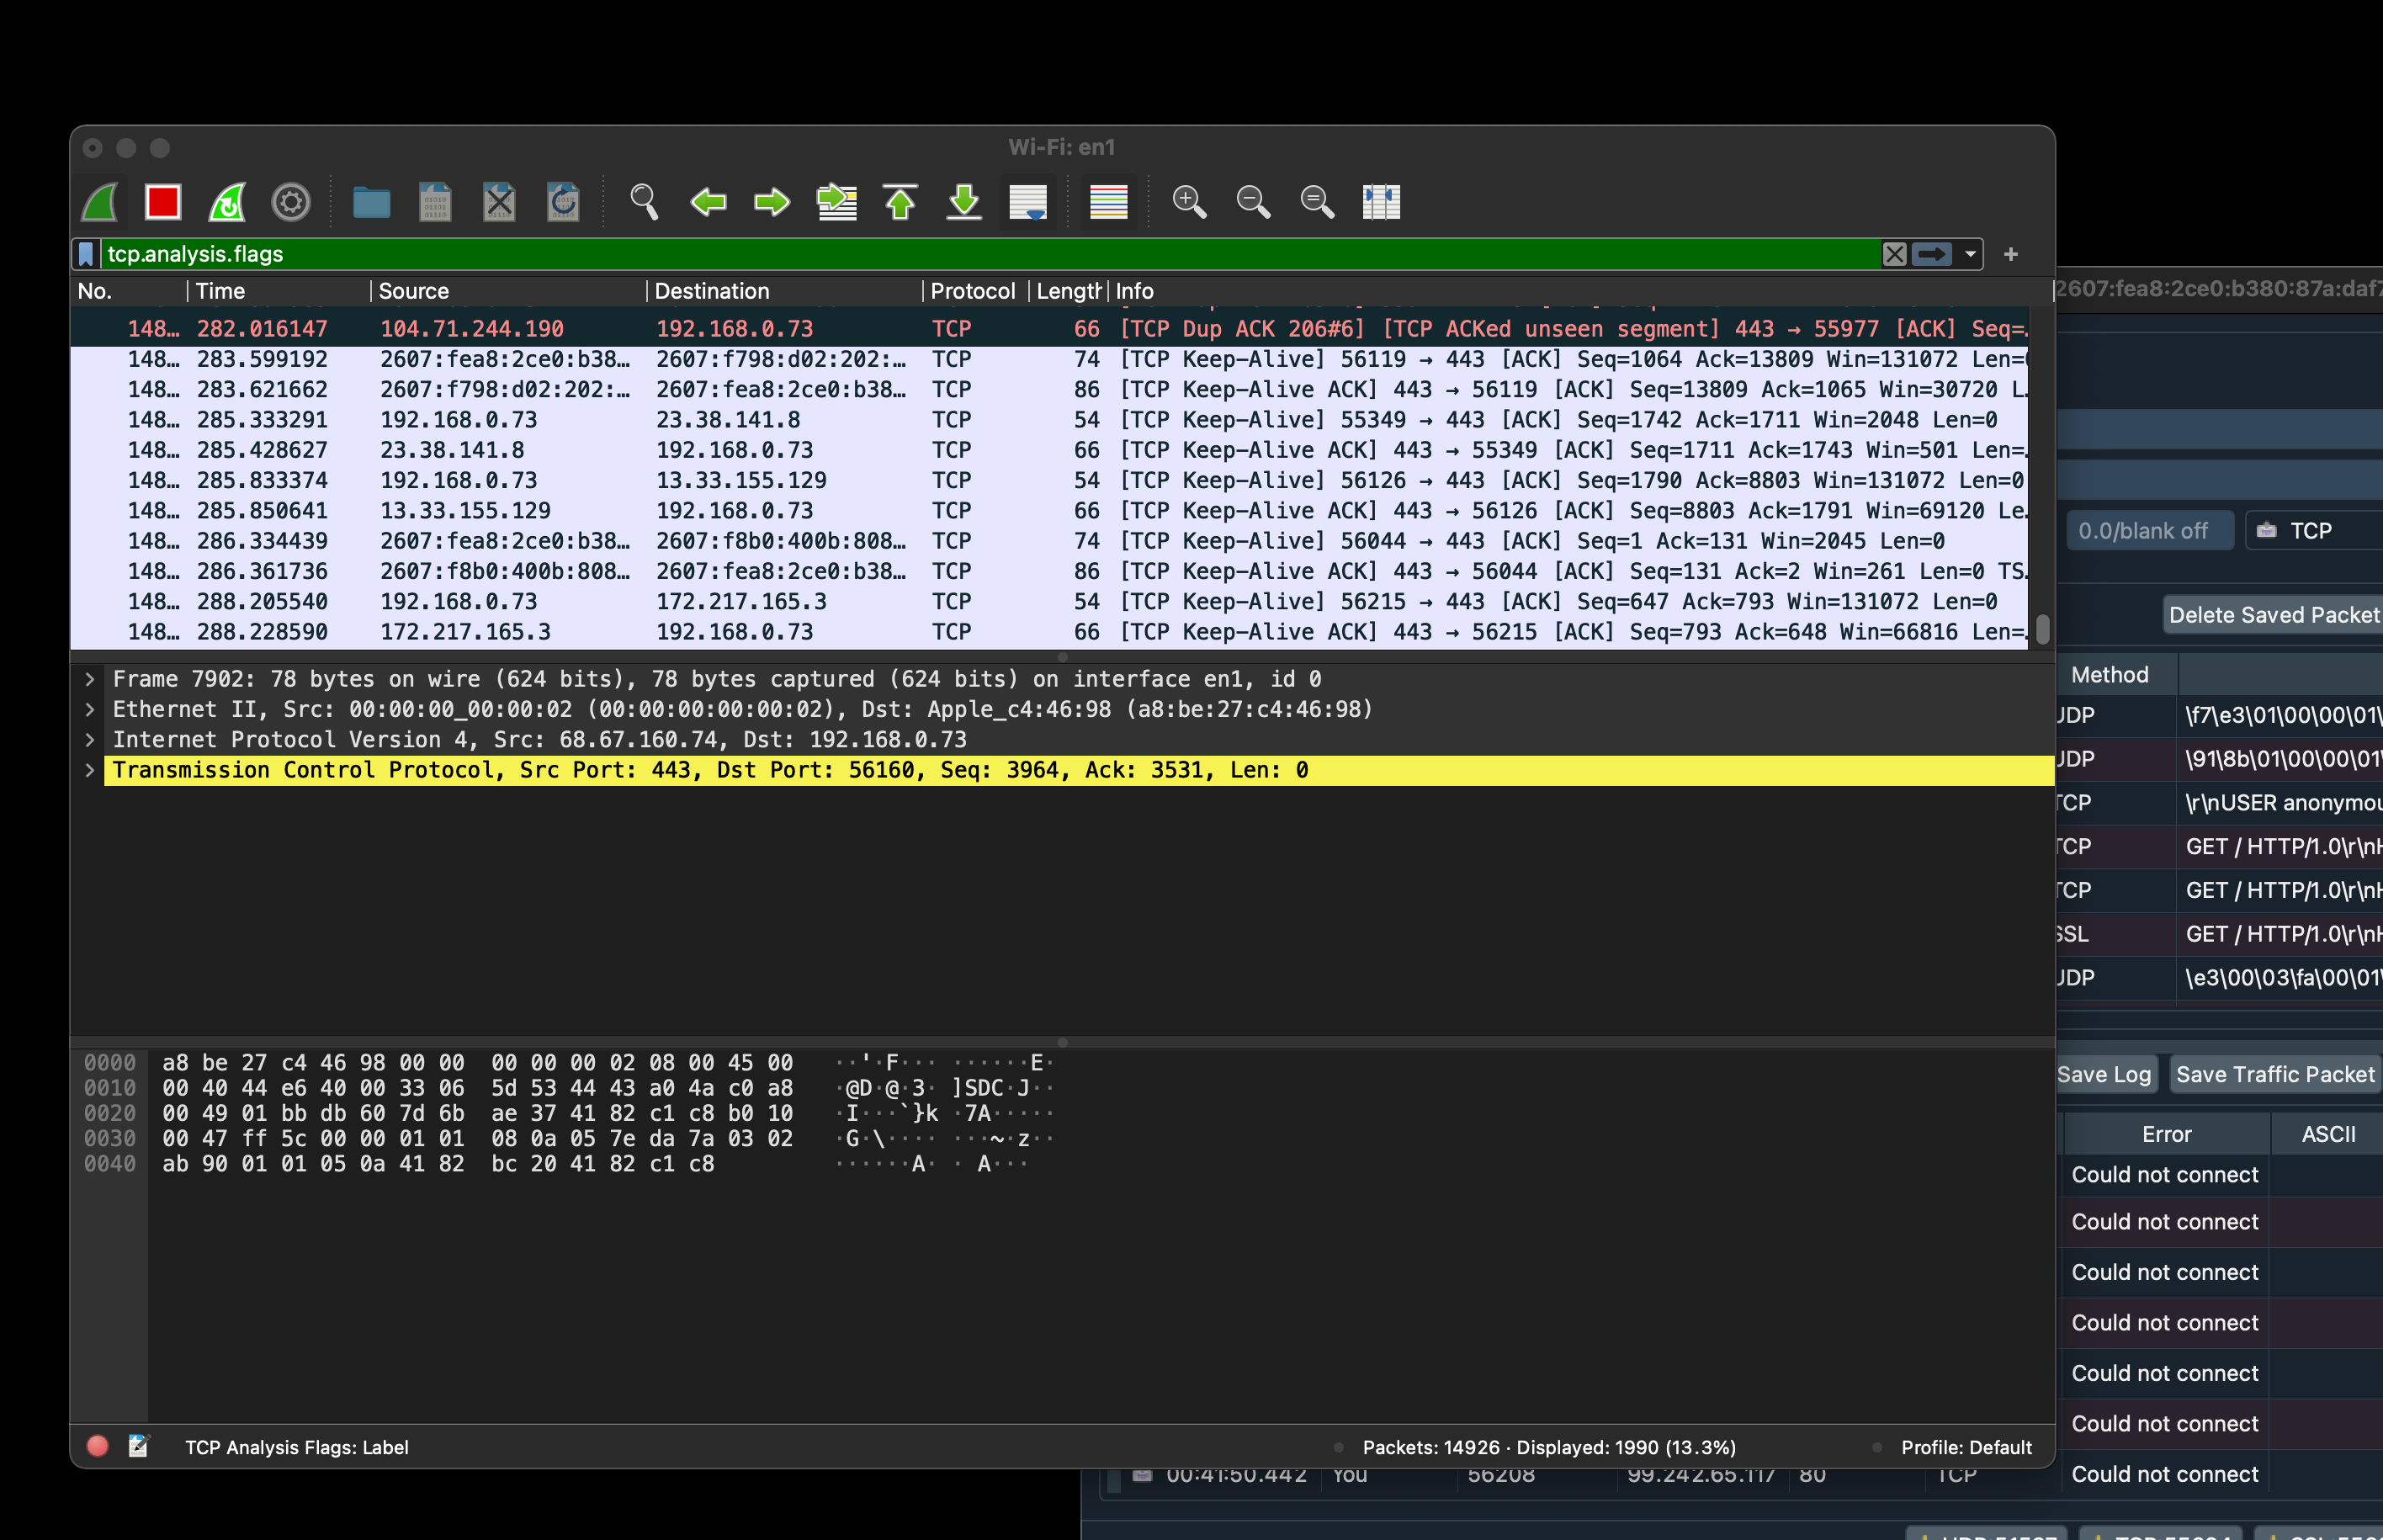 Wi-Fi: en1
tcp.analysis.flags
No. Time Source Destination Protocol Length Info
148… 282.016147 104.71.244.190 192.168.0.73 TCP 66 [TCP Dup ACK 206#6] [TCP ACKed unseen segment] 443 → 55977 [ACK] Seq=…
148… 283.599192 2607:fea8:2ce0:b38… 2607:f798:d02:202:… TCP 74 [TCP Keep-Alive] 56119 → 443 [ACK] Seq=1064 Ack=13809 Win=131072 Len=0
148… 283.621662 2607:f798:d02:202:… 2607:fea8:2ce0:b38… TCP 86 [TCP Keep-Alive ACK] 443 → 56119 [ACK] Seq=13809 Ack=1065 Win=30720 L…
148… 285.333291 192.168.0.73 23.38.141.8 TCP 54 [TCP Keep-Alive] 55349 → 443 [ACK] Seq=1742 Ack=1711 Win=2048 Len=0
148… 285.428627 23.38.141.8 192.168.0.73 TCP 66 [TCP Keep-Alive ACK] 443 → 55349 [ACK] Seq=1711 Ack=1743 Win=501 Len=…
148… 285.833374 192.168.0.73 13.33.155.129 TCP 54 [TCP Keep-Alive] 56126 → 443 [ACK] Seq=1790 Ack=8803 Win=131072 Len=0
148… 285.850641 13.33.155.129 192.168.0.73 TCP 66 [TCP Keep-Alive ACK] 443 → 56126 [ACK] Seq=8803 Ack=1791 Win=69120 Le…
148… 286.334439 2607:fea8:2ce0:b38… 2607:f8b0:400b:808… TCP 74 [TCP Keep-Alive] 56044 → 443 [ACK] Seq=1 Ack=131 Win=2045 Len=0
148… 286.361736 2607:f8b0:400b:808… 2607:fea8:2ce0:b38… TCP 86 [TCP Keep-Alive ACK] 443 → 56044 [ACK] Seq=131 Ack=2 Win=261 Len=0 TS…
148… 288.205540 192.168.0.73 172.217.165.3 TCP 54 [TCP Keep-Alive] 56215 → 443 [ACK] Seq=647 Ack=793 Win=131072 Len=0
148… 288.228590 172.217.165.3 192.168.0.73 TCP 66 [TCP Keep-Alive ACK] 443 → 56215 [ACK] Seq=793 Ack=648 Win=66816 Len=…
Frame 7902: 78 bytes on wire (624 bits), 78 bytes captured (624 bits) on interface en1, id 0
Ethernet II, Src: 00:00:00_00:00:02 (00:00:00:00:00:02), Dst: Apple_c4:46:98 (a8:be:27:c4:46:98)
Internet Protocol Version 4, Src: 68.67.160.74, Dst: 192.168.0.73
Transmission Control Protocol, Src Port: 443, Dst Port: 56160, Seq: 3964, Ack: 3531, Len: 0
0000 a8 be 27 c4 46 98 00 00 00 00 00 02 08 00 45 00 ··'·F··· ······E·
0010 00 40 44 e6 40 00 33 06 5d 53 44 43 a0 4a c0 a8 ·@D·@·3· ]SDC·J··
0020 00 49 01 bb db 60 7d 6b ae 37 41 82 c1 c8 b0 10 ·I···`}k ·7A·····
0030 00 47 ff 5c 00 00 01 01 08 0a 05 7e da 7a 03 02 ·G·\···· ···~·z··
0040 ab 90 01 01 05 0a 41 82 bc 20 41 82 c1 c8 ······A· · A···
TCP Analysis Flags: Label
Packets: 14926 · Displayed: 1990 (13.3%)
Profile: Default
2607:fea8:2ce0:b380:87a:daf7
0.0/blank off TCP
Delete Saved Packet
Method
UDP \f7\e3\01\00\00\01\
UDP \91\8b\01\00\00\01\
TCP \r\nUSER anonymou
TCP GET / HTTP/1.0\r\nH
TCP GET / HTTP/1.0\r\nH
SSL GET / HTTP/1.0\r\nH
UDP \e3\00\03\fa\00\01\
Save Log Save Traffic Packet
Error ASCII
Could not connect
Could not connect
Could not connect
Could not connect
Could not connect
Could not connect
00:41:50.442 You 56208 99.242.65.117 80 TCP Could not connect